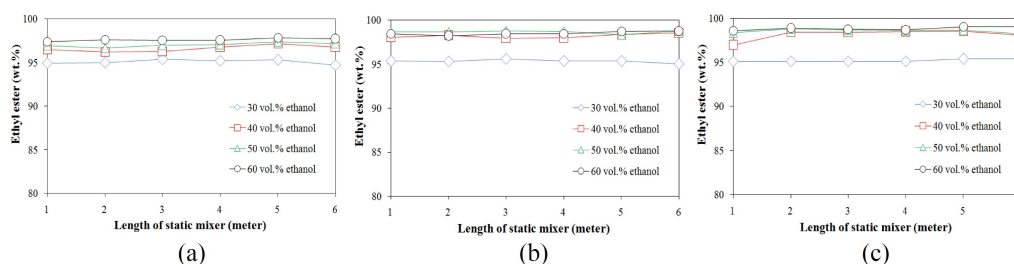 Ethyl ester (wt.%)
100
95
90
85
80
30 vol.% ethanol
40 vol.% ethanol
50 vol.% ethanol
60 vol.% ethanol
1 2 3 4 5 6
Length of static mixer (meter)
(a)
Ethyl ester (wt.%)
100
95
90
85
80
30 vol.% ethanol
40 vol.% ethanol
50 vol.% ethanol
60 vol.% ethanol
1 2 3 4 5 6
Length of static mixer (meter)
(b)
Ethyl ester (wt.%)
100
95
90
85
80
30 vol.% ethanol
40 vol.% ethanol
50 vol.% ethanol
60 vol.% ethanol
1 2 3 4 5
Length of static mixer (meter)
(c)